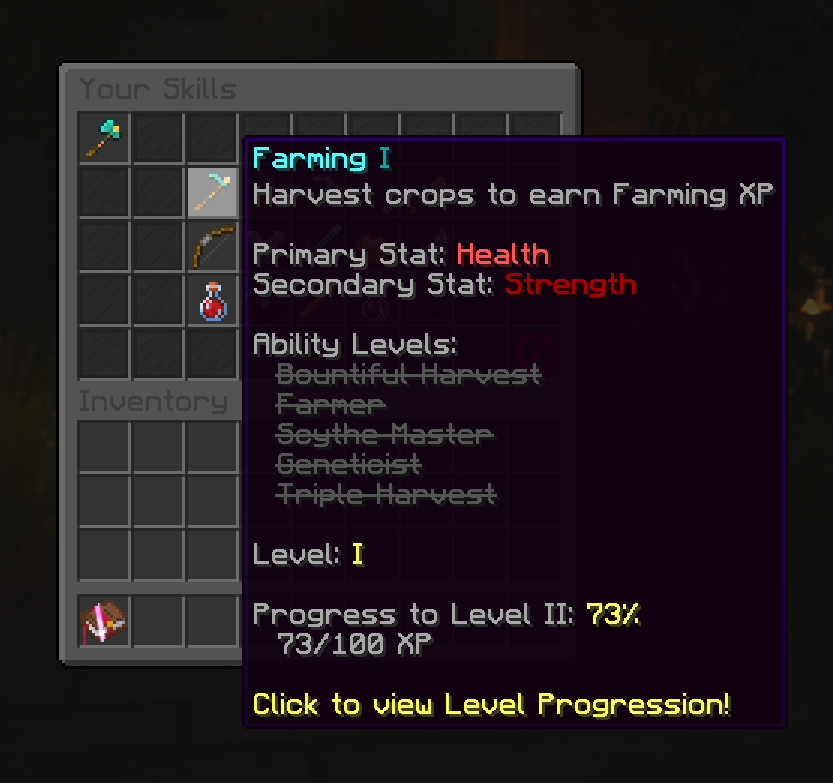 Your Skills
Farming I
Harvest crops to earn Farming XP
Primary Stat: Health
Secondary Stat: Strength
Ability Levels:
Bountiful Harvest
Farmer
Scythe Master
Geneticist
Triple Harvest
Inventory
Level: I
Progress to Level II: 73%
73/100 XP
Click to view Level Progression!